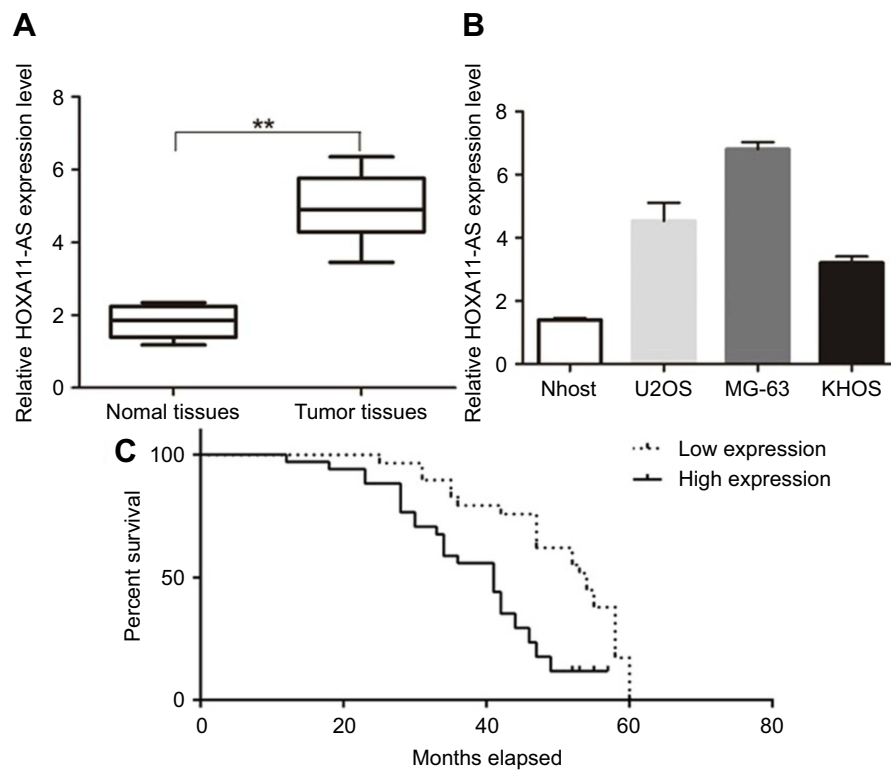 A
Relative HOXA11-AS expression level
8
6
4
2
0
**
Nomal tissues
Tumor tissues
B
Relative HOXA11-AS expression level
8
6
4
2
0
Nhost
U2OS
MG-63
KHOS
C
Percent survival
100
50
0
0
20
40
60
80
Months elapsed
Low expression
High expression